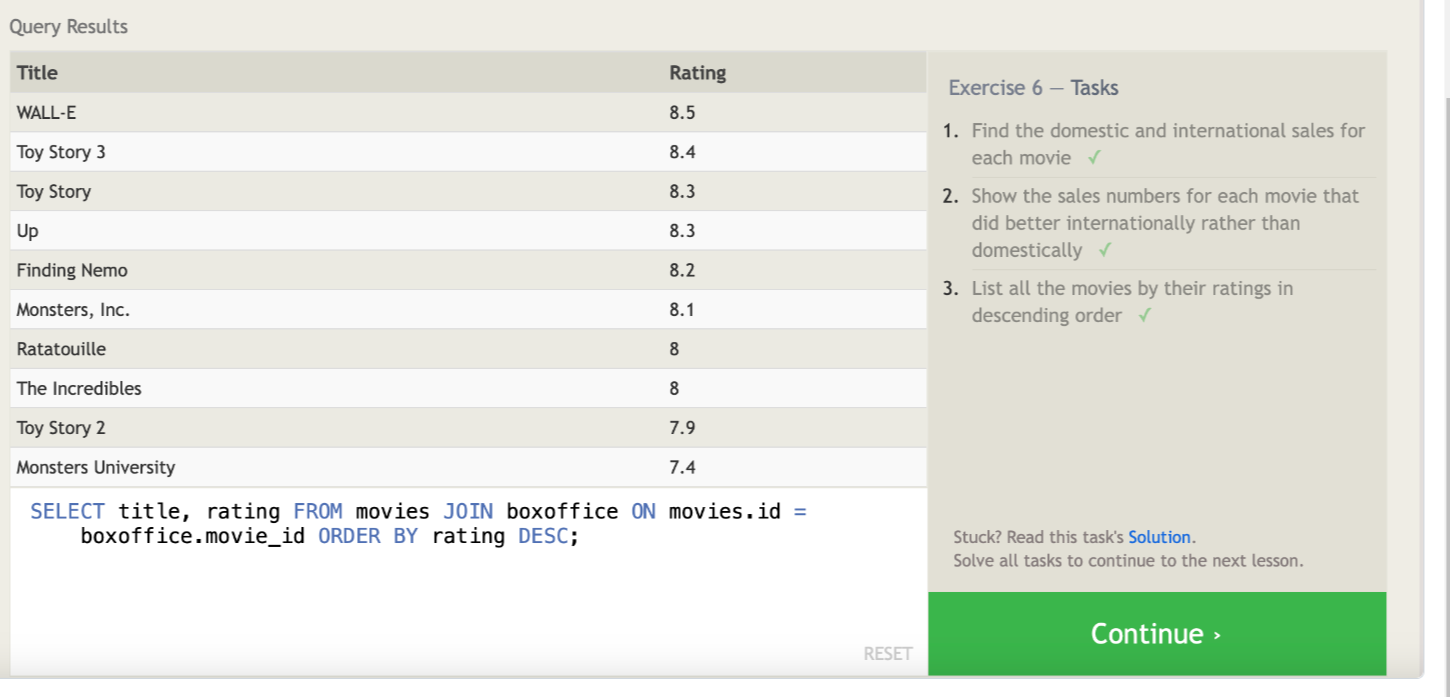 Query Results
Title Rating
WALL-E 8.5
Toy Story 3 8.4
Toy Story 8.3
Up 8.3
Finding Nemo 8.2
Monsters, Inc. 8.1
Ratatouille 8
The Incredibles 8
Toy Story 2 7.9
Monsters University 7.4
SELECT title, rating FROM movies JOIN boxoffice ON movies.id =
boxoffice.movie_id ORDER BY rating DESC;
RESET
Exercise 6 — Tasks
1. Find the domestic and international sales for
each movie ✓
2. Show the sales numbers for each movie that
did better internationally rather than
domestically ✓
3. List all the movies by their ratings in
descending order ✓
Stuck? Read this task's Solution.
Solve all tasks to continue to the next lesson.
Continue ›